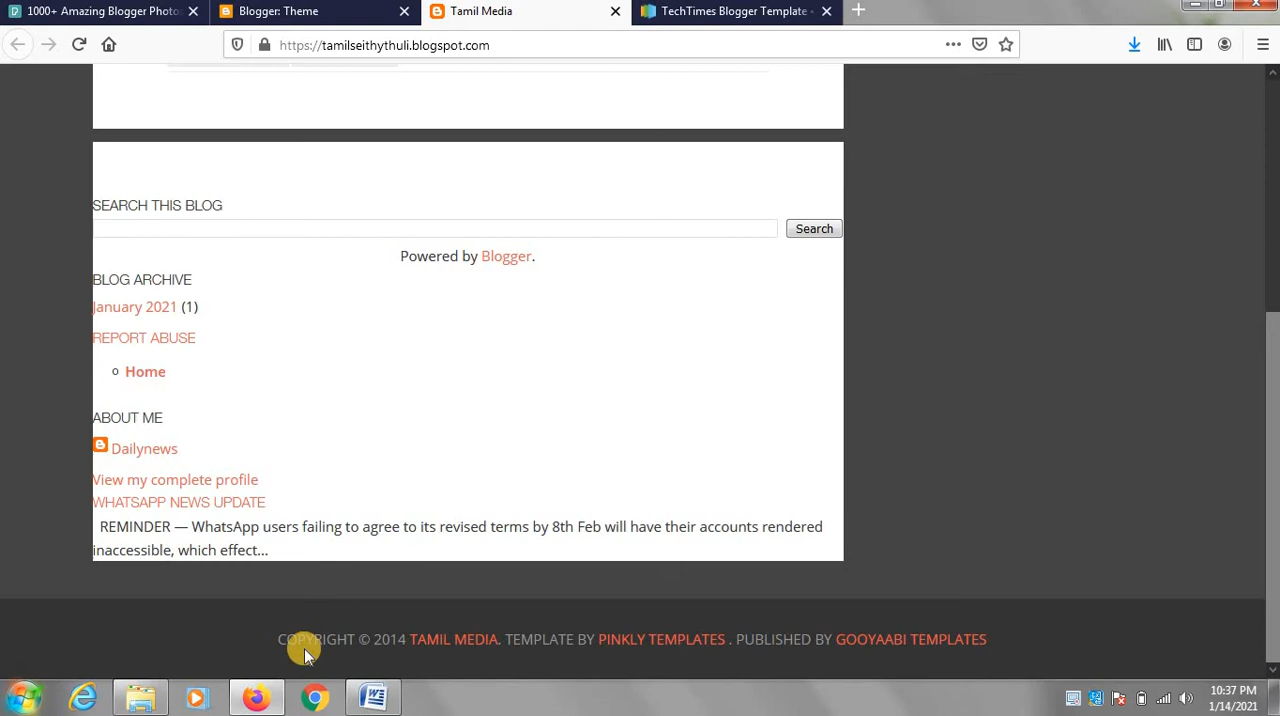 1000+ Amazing Blogger Photo
Blogger: Theme
Tamil Media
TechTimes Blogger Template
https://tamilseithythuli.blogspot.com
SEARCH THIS BLOG
Search
Powered by Blogger.
BLOG ARCHIVE
January 2021 (1)
REPORT ABUSE
Home
ABOUT ME
Dailynews
View my complete profile
WHATSAPP NEWS UPDATE
REMINDER — WhatsApp users failing to agree to its revised terms by 8th Feb will have their accounts rendered
inaccessible, which effect...
COPYRIGHT © 2014 TAMIL MEDIA. TEMPLATE BY PINKLY TEMPLATES . PUBLISHED BY GOOYAABI TEMPLATES
10:37 PM
1/14/2021